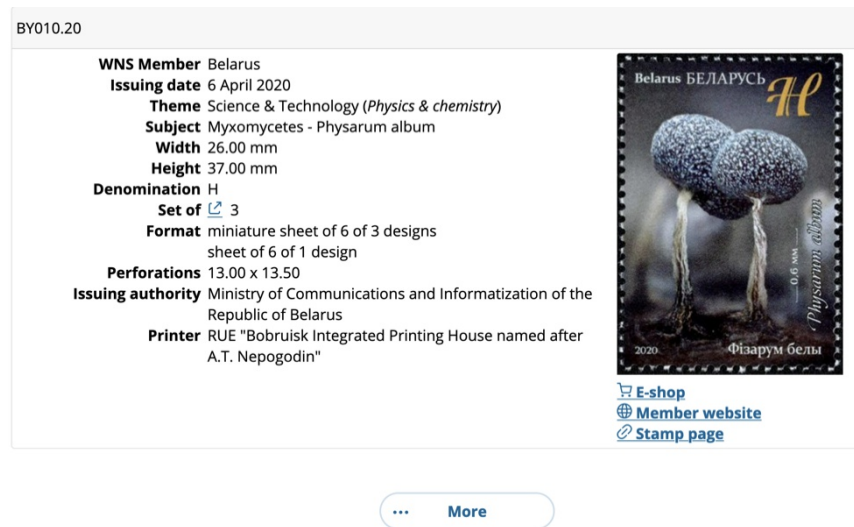 BY010.20
WNS Member Belarus
Issuing date 6 April 2020
Theme Science & Technology (Physics & chemistry)
Subject Myxomycetes - Physarum album
Width 26.00 mm
Height 37.00 mm
Denomination H
Set of 3
Format miniature sheet of 6 of 3 designs
sheet of 6 of 1 design
Perforations 13.00 x 13.50
Issuing authority Ministry of Communications and Informatization of the
Republic of Belarus
Printer RUE "Bobruisk Integrated Printing House named after
A.T. Nepogodin"
Belarus БЕЛАРУСЬ
H
0,6 мм
Physarum album
2020
Фізарум белы
E-shop
Member website
Stamp page
... More